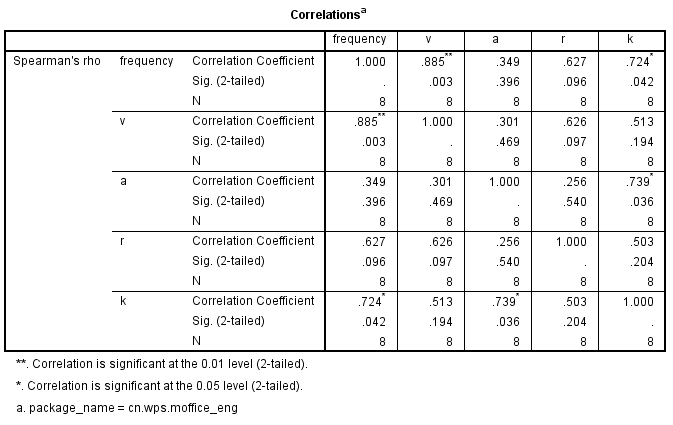 Correlationsa
frequency v a r k
Spearman's rho frequency Correlation Coefficient 1.000 .885** .349 .627 .724*
Sig. (2-tailed) . .003 .396 .096 .042
N 8 8 8 8 8
v Correlation Coefficient .885** 1.000 .301 .626 .513
Sig. (2-tailed) .003 . .469 .097 .194
N 8 8 8 8 8
a Correlation Coefficient .349 .301 1.000 .256 .739*
Sig. (2-tailed) .396 .469 . .540 .036
N 8 8 8 8 8
r Correlation Coefficient .627 .626 .256 1.000 .503
Sig. (2-tailed) .096 .097 .540 . .204
N 8 8 8 8 8
k Correlation Coefficient .724* .513 .739* .503 1.000
Sig. (2-tailed) .042 .194 .036 .204 .
N 8 8 8 8 8
**. Correlation is significant at the 0.01 level (2-tailed).
*. Correlation is significant at the 0.05 level (2-tailed).
a. package_name = cn.wps.moffice_eng